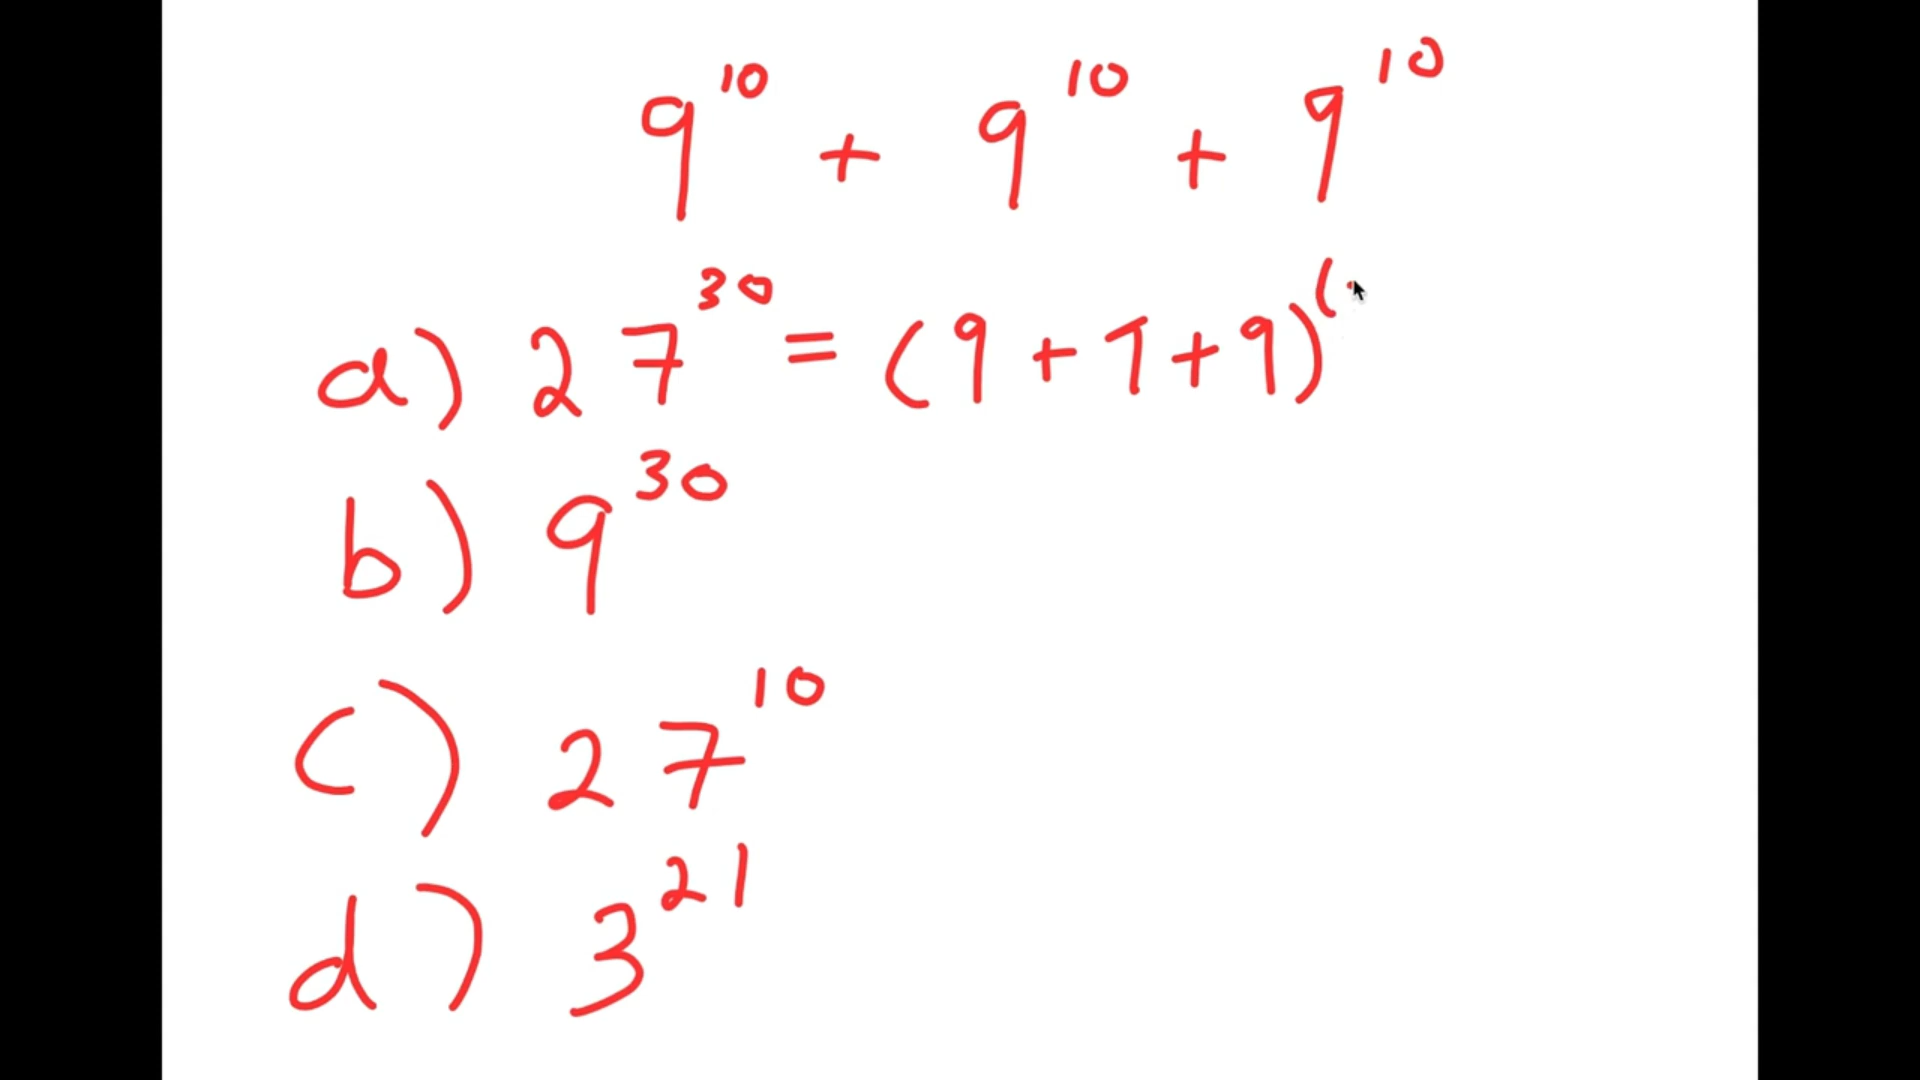 9^10 + 9^10 + 9^10
a) 27^30 = (9+9+9)^(
b) 9^30
c) 27^10
d) 3^21